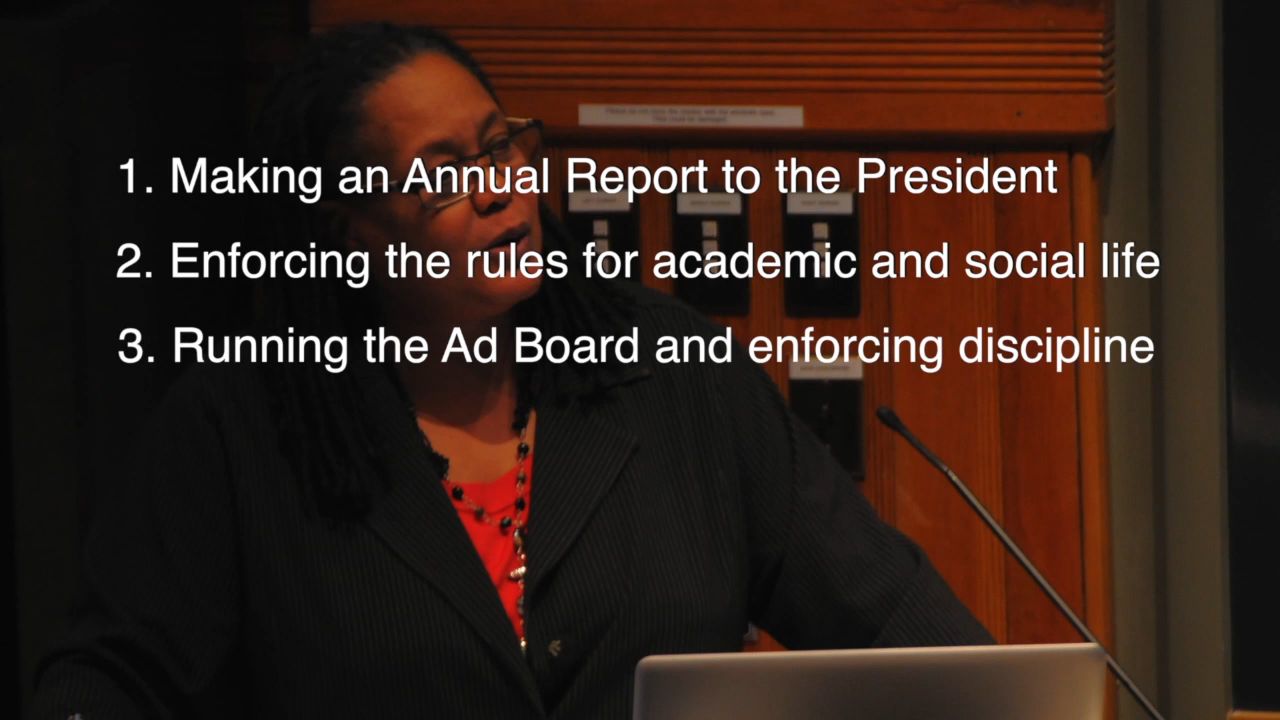 1. Making an Annual Report to the President
2. Enforcing the rules for academic and social life
3. Running the Ad Board and enforcing discipline